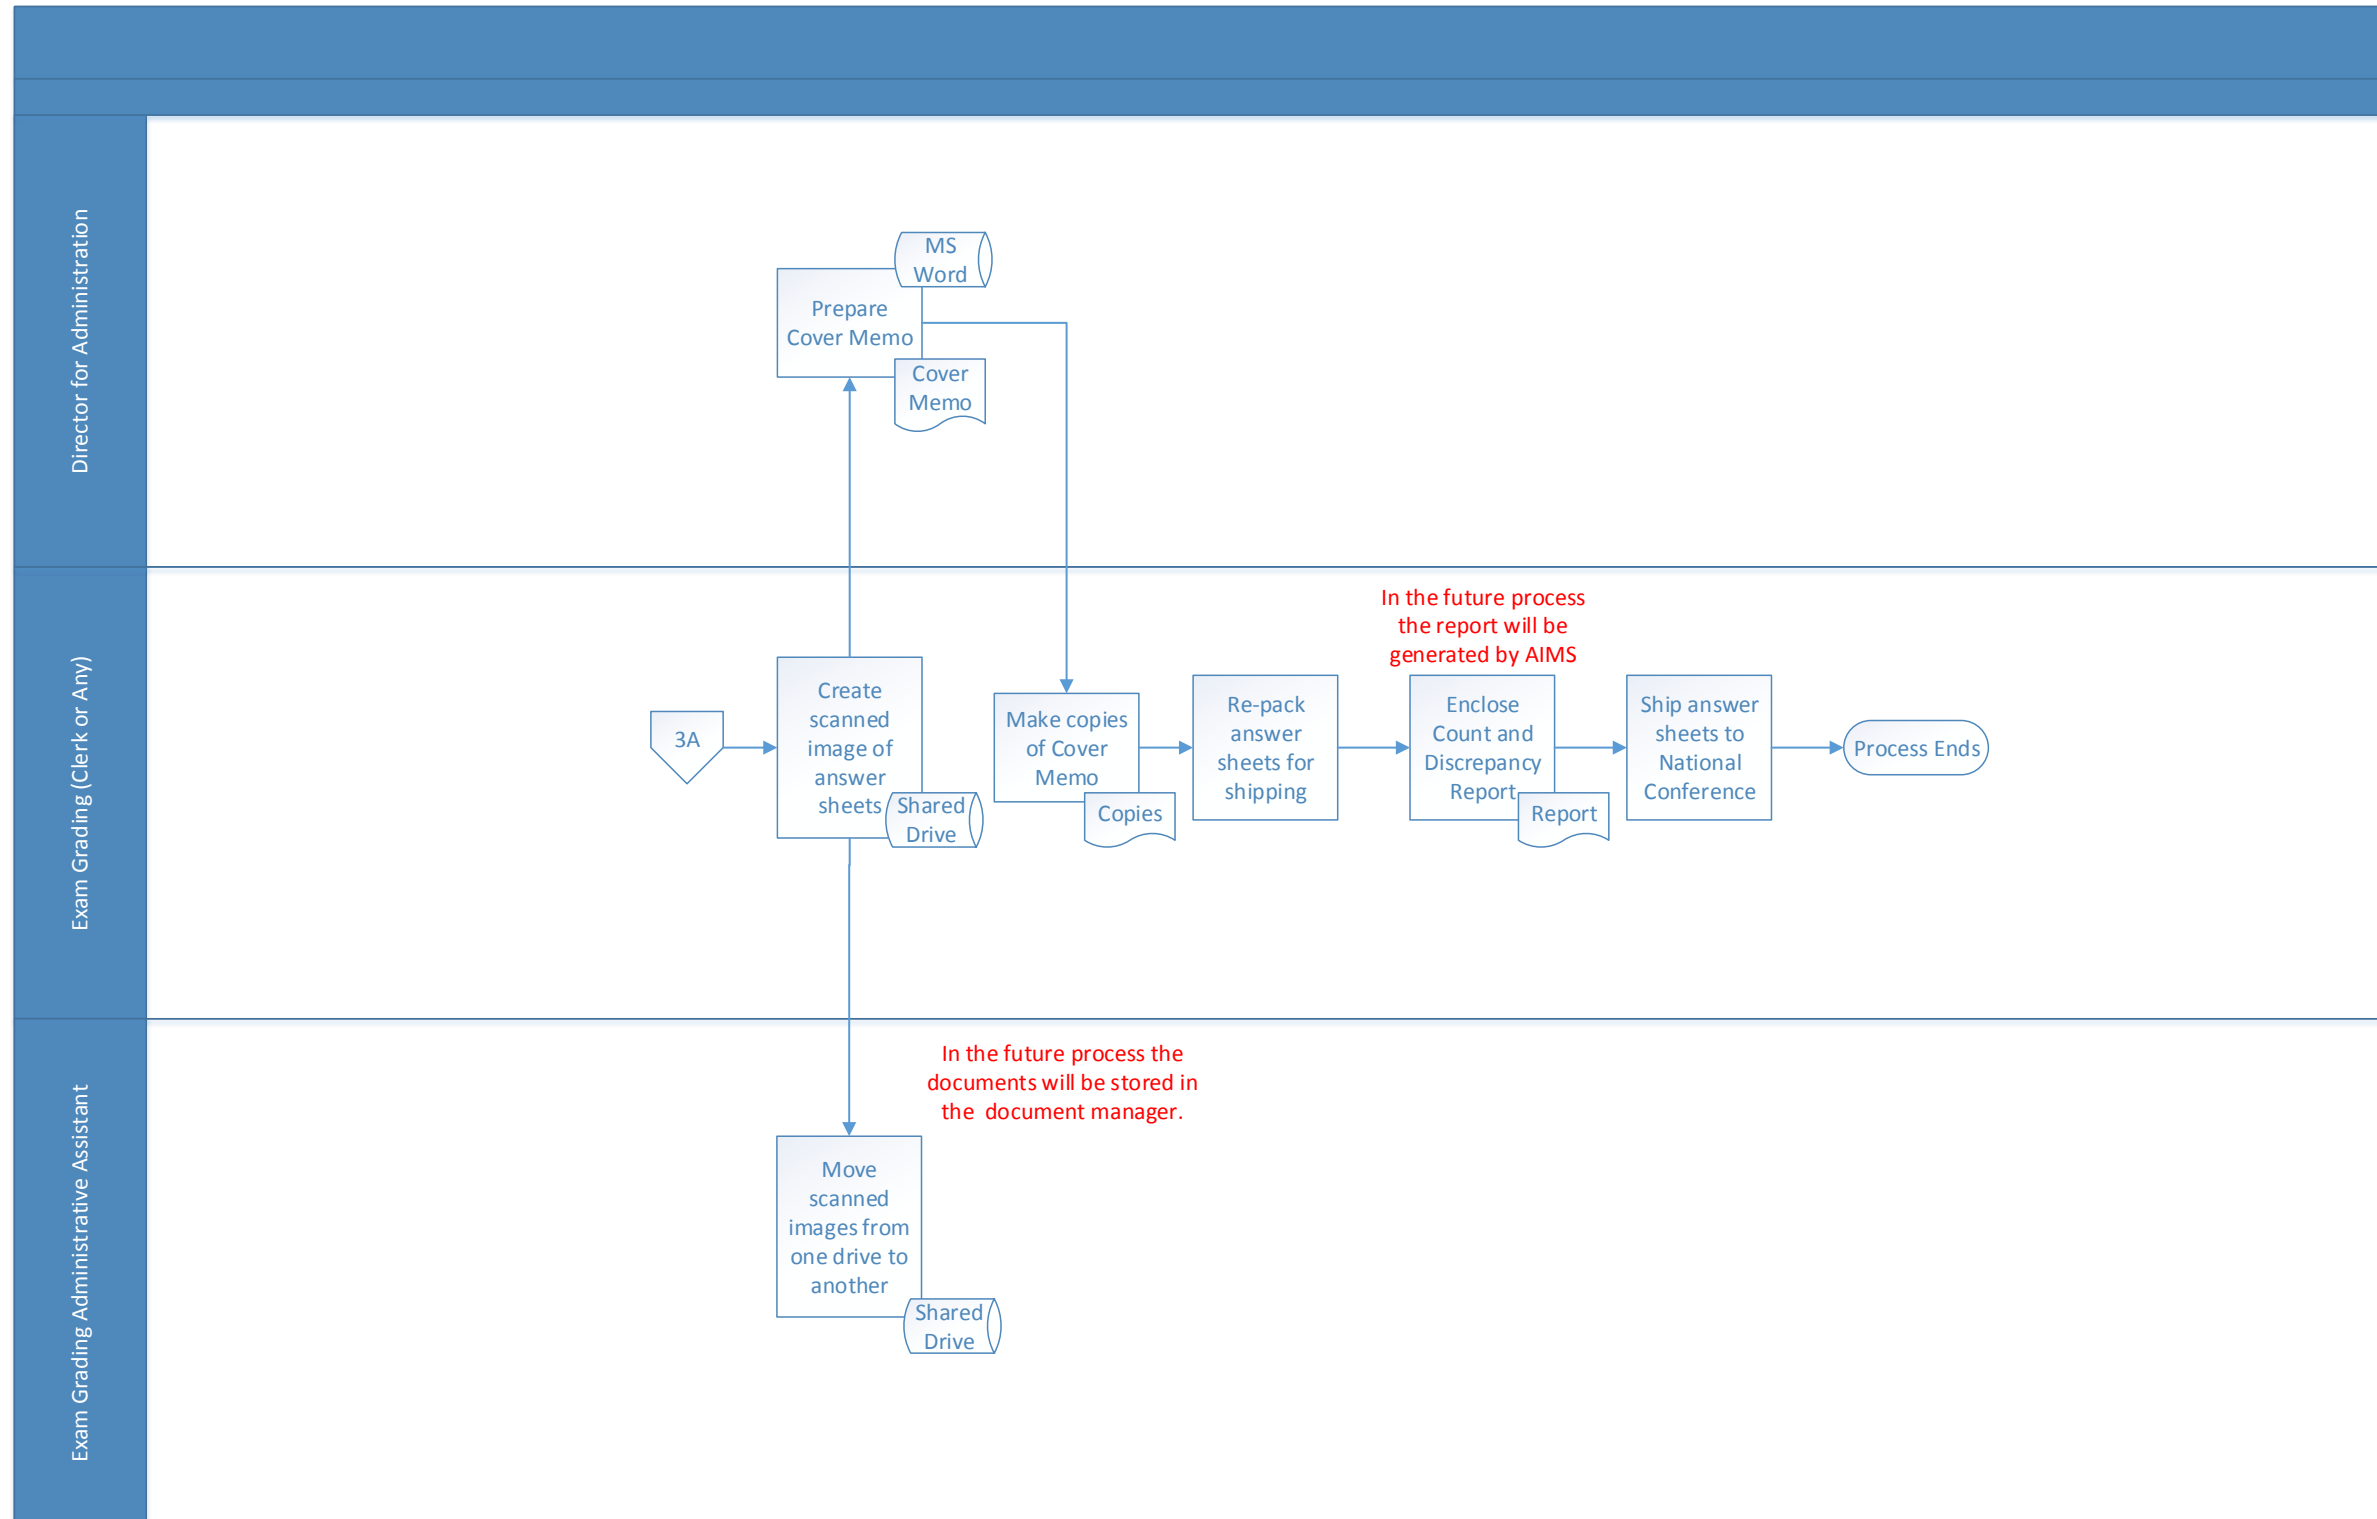 Director for Administration
MS
Word
Prepare
Cover Memo
Cover
Memo
Exam Grading (Clerk or Any)
3A
Create
scanned
image of
answer
sheets
Shared
Drive
Make copies
of Cover
Memo
Copies
Re-pack
answer
sheets for
shipping
In the future process
the report will be
generated by AIMS
Enclose
Count and
Discrepancy
Report
Report
Ship answer
sheets to
National
Conference
Process Ends
Exam Grading Administrative Assistant
In the future process the
documents will be stored in
the  document manager.
Move
scanned
images from
one drive to
another
Shared
Drive